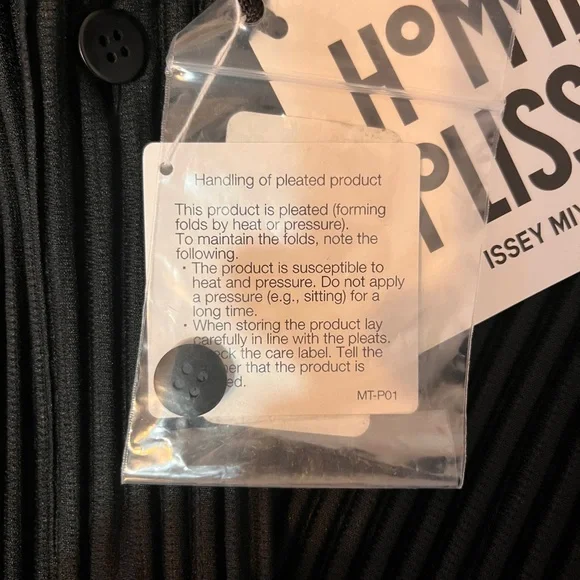 HOMM
PLISS
ISSEY MIY
Handling of pleated product
This product is pleated (forming
folds by heat or pressure).
To maintain the folds, note the
following.
・The product is susceptible to
heat and pressure. Do not apply
a pressure (e.g., sitting) for a
long time.
・When storing the product lay
carefully in line with the pleats.
ck the care label. Tell the
er that the product is
ed.
MT-P01